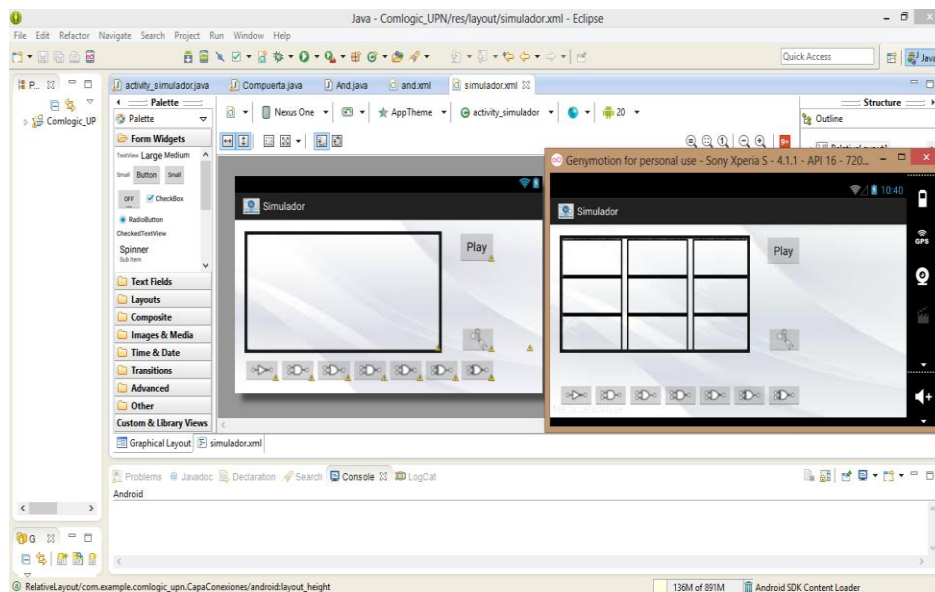 Java - Comlogic_UPN/res/layout/simulador.xml - Eclipse
File Edit Refactor Navigate Search Project Run Window Help
Quick Access
Java
P...
activity_simulador.java
Compuerta.java
And.java
and.xml
simulador.xml
Comlogic_UP
Palette
Palette
Form Widgets
TextView Large Medium
Small Button Small
OFF CheckBox
RadioButton
CheckedTextView
Spinner
Sub Item
Text Fields
Layouts
Composite
Images & Media
Time & Date
Transitions
Advanced
Other
Custom & Library Views
Nexus One
AppTheme
activity_simulador
20
Structure
Outline
9+
Simulador
Play
Genymotion for personal use - Sony Xperia S - 4.1.1 - API 16 - 720...
10:40
Simulador
Play
GPS
Graphical Layout
simulador.xml
Problems
Javadoc
Declaration
Search
Console
LogCat
Android
G
RelativeLayout/com.example.comlogic_upn.CapaConexiones/android:layout_height
136M of 891M
Android SDK Content Loader